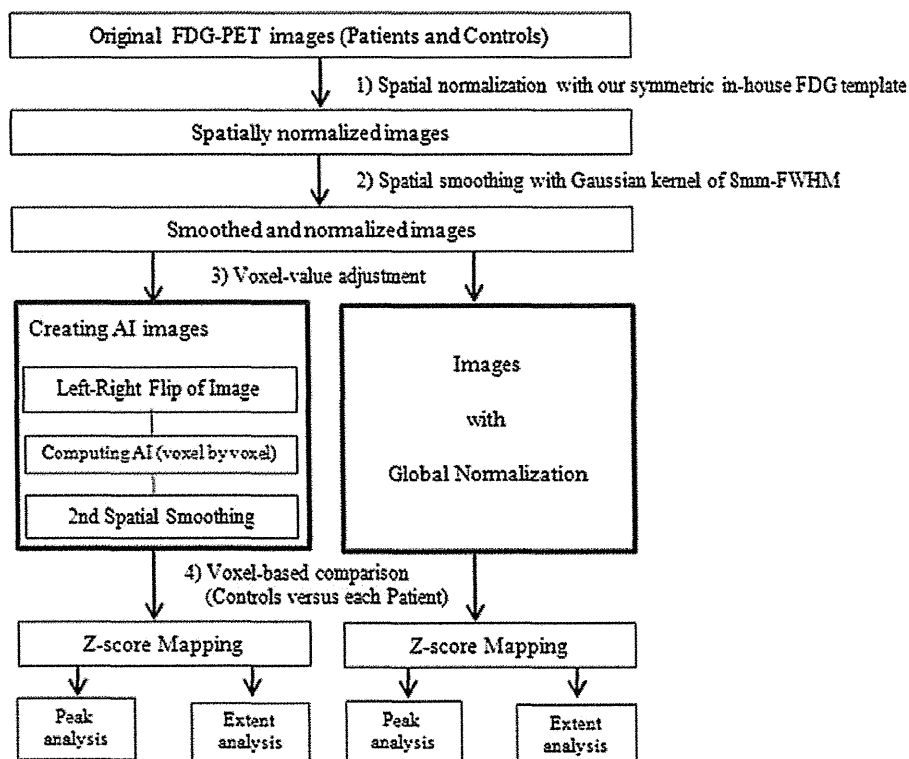 Original FDG-PET images (Patients and Controls)
1) Spatial normalization with our symmetric in-house FDG template
Spatially normalized images
2) Spatial smoothing with Gaussian kernel of 8mm-FWHM
Smoothed and normalized images
3) Voxel-value adjustment
Creating AI images
Left-Right Flip of Image
Computing AI (voxel by voxel)
2nd Spatial Smoothing
Images
with
Global Normalization
4) Voxel-based comparison
(Controls versus each Patient)
Z-score Mapping
Z-score Mapping
Peak
analysis
Extent
analysis
Peak
analysis
Extent
analysis